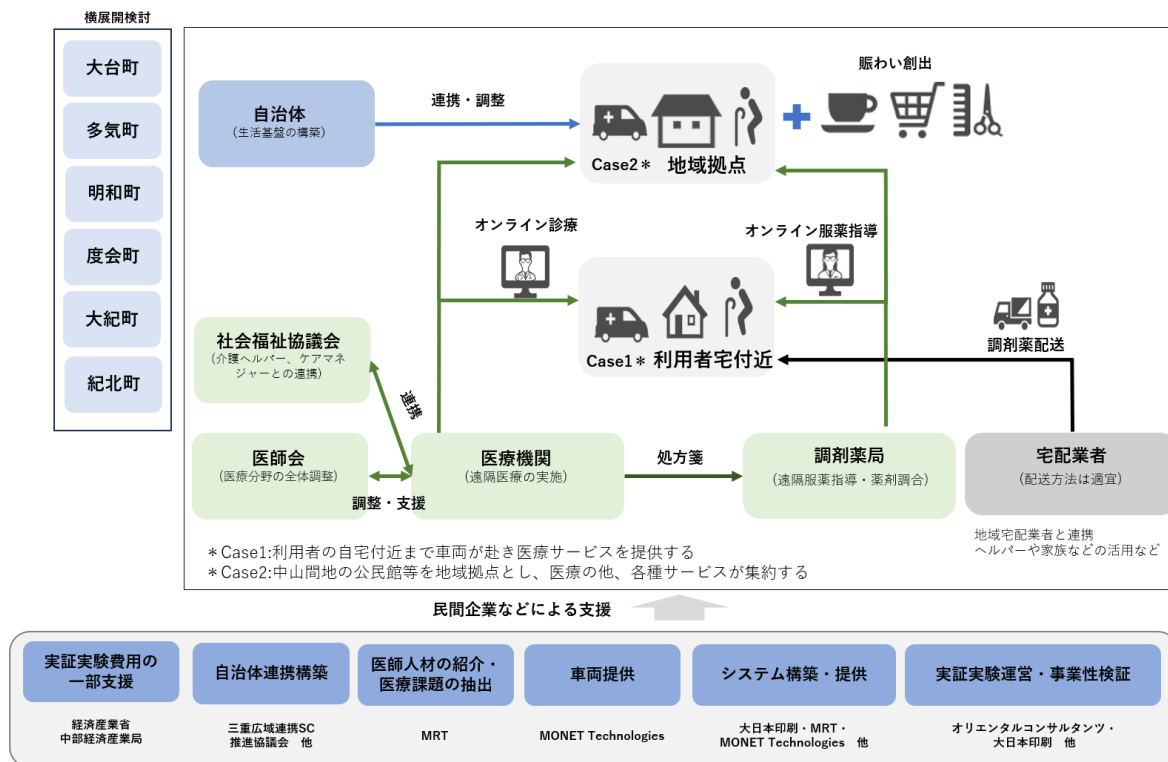 横展開検討
大台町
多気町
明和町
度会町
大紀町
紀北町
自治体
(生活基盤の構築)
連携・調整
Case2＊ 地域拠点
賑わい創出
オンライン診療
オンライン服薬指導
Case1＊ 利用者宅付近
調剤薬配送
社会福祉協議会
(介護ヘルパー、ケアマネ
ジャーとの連携)
連携
医師会
(医療分野の全体調整)
調整・支援
医療機関
(遠隔医療の実施)
処方箋
調剤薬局
(遠隔服薬指導・薬剤調合)
宅配業者
(配送方法は適宜)
地域宅配業者と連携
ヘルパーや家族などの活用など
＊Case1:利用者の自宅付近まで車両が赴き医療サービスを提供する
＊Case2:中山間地の公民館等を地域拠点とし、医療の他、各種サービスが集約する
民間企業などによる支援
実証実験費用の
一部支援
経済産業省
中部経済産業局
自治体連携構築
三重広域連携SC
推進協議会 他
医師人材の紹介・
医療課題の抽出
MRT
車両提供
MONET Technologies
システム構築・提供
大日本印刷・MRT・
MONET Technologies 他
実証実験運営・事業性検証
オリエンタルコンサルタンツ・
大日本印刷 他